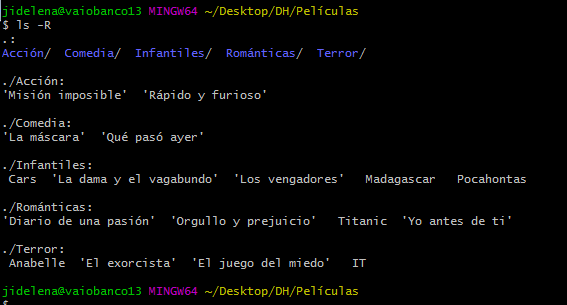 jidelena@vaiobanco13 MINGW64 ~/Desktop/DH/Películas
$ ls -R
.:
Acción/  Comedia/  Infantiles/  Románticas/  Terror/

./Acción:
'Misión imposible'  'Rápido y furioso'

./Comedia:
'La máscara'  'Qué pasó ayer'

./Infantiles:
 Cars  'La dama y el vagabundo'  'Los vengadores'   Madagascar   Pocahontas

./Románticas:
'Diario de una pasión'  'Orgullo y prejuicio'   Titanic  'Yo antes de ti'

./Terror:
 Anabelle  'El exorcista'  'El juego del miedo'   IT

jidelena@vaiobanco13 MINGW64 ~/Desktop/DH/Películas
$